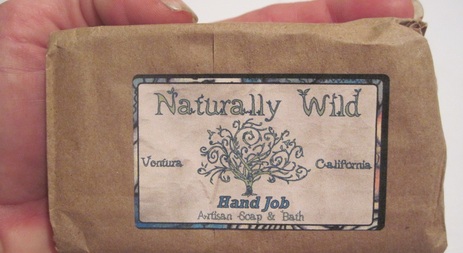 Naturally Wild
Ventura California
Hand Job
Artisan Soap & Bath